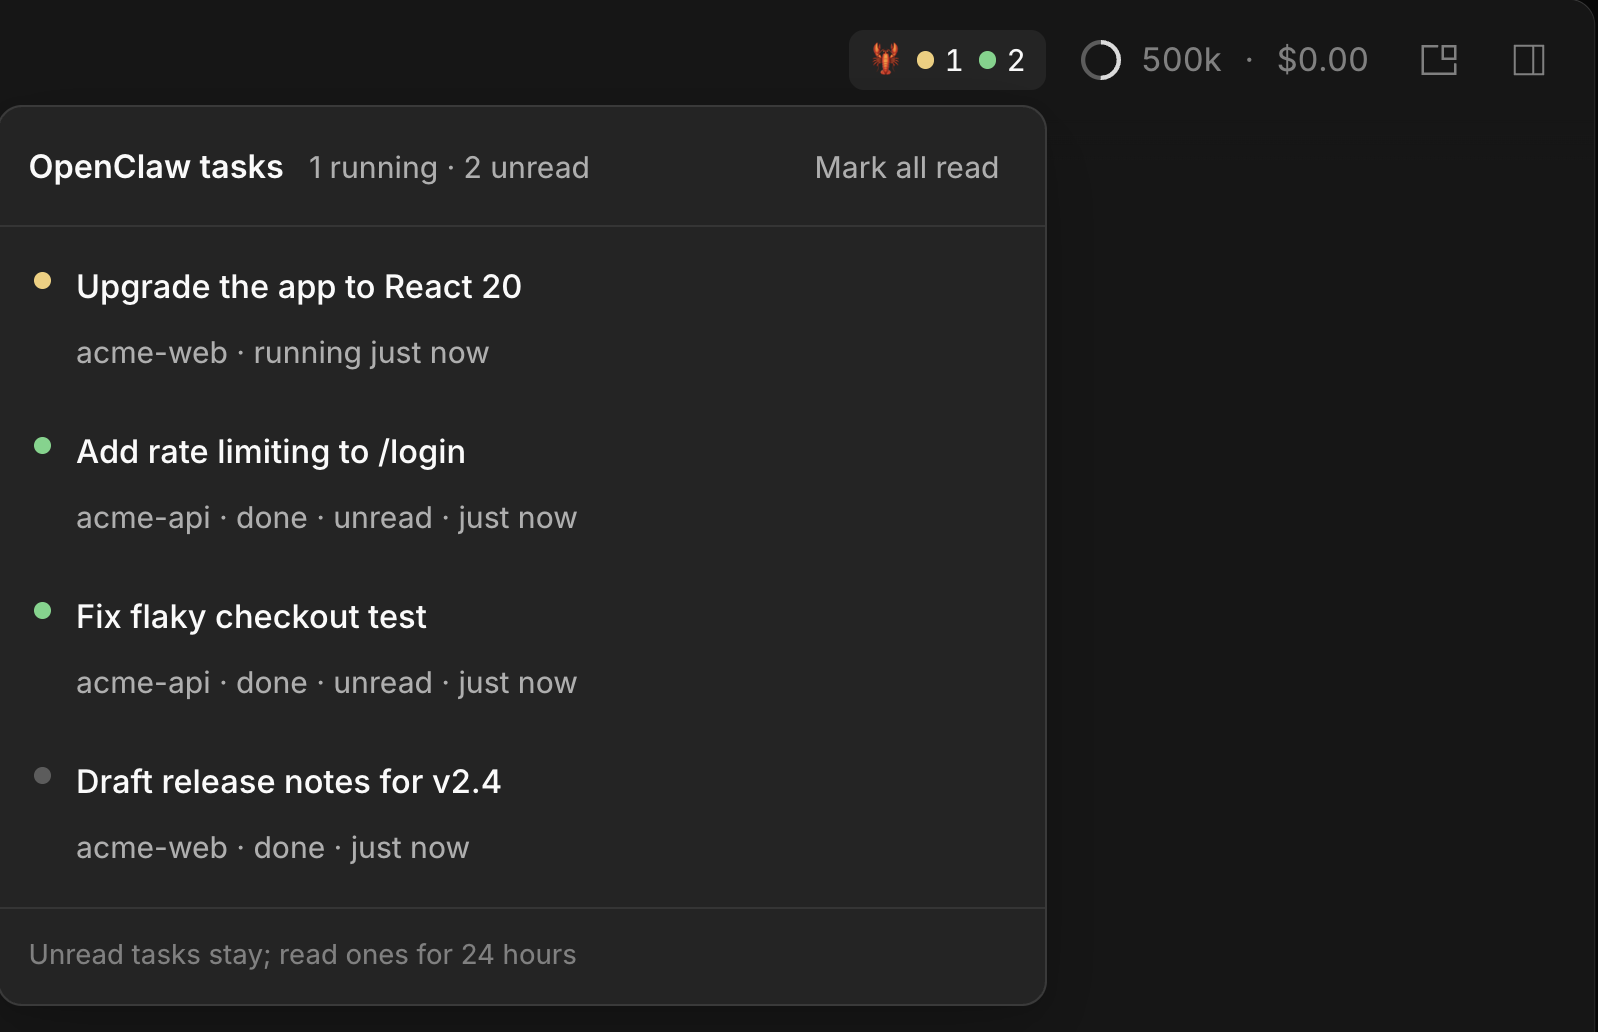 1 2 500k · $0.00
OpenClaw tasks 1 running · 2 unread Mark all read
Upgrade the app to React 20
acme-web · running just now
Add rate limiting to /login
acme-api · done · unread · just now
Fix flaky checkout test
acme-api · done · unread · just now
Draft release notes for v2.4
acme-web · done · just now
Unread tasks stay; read ones for 24 hours